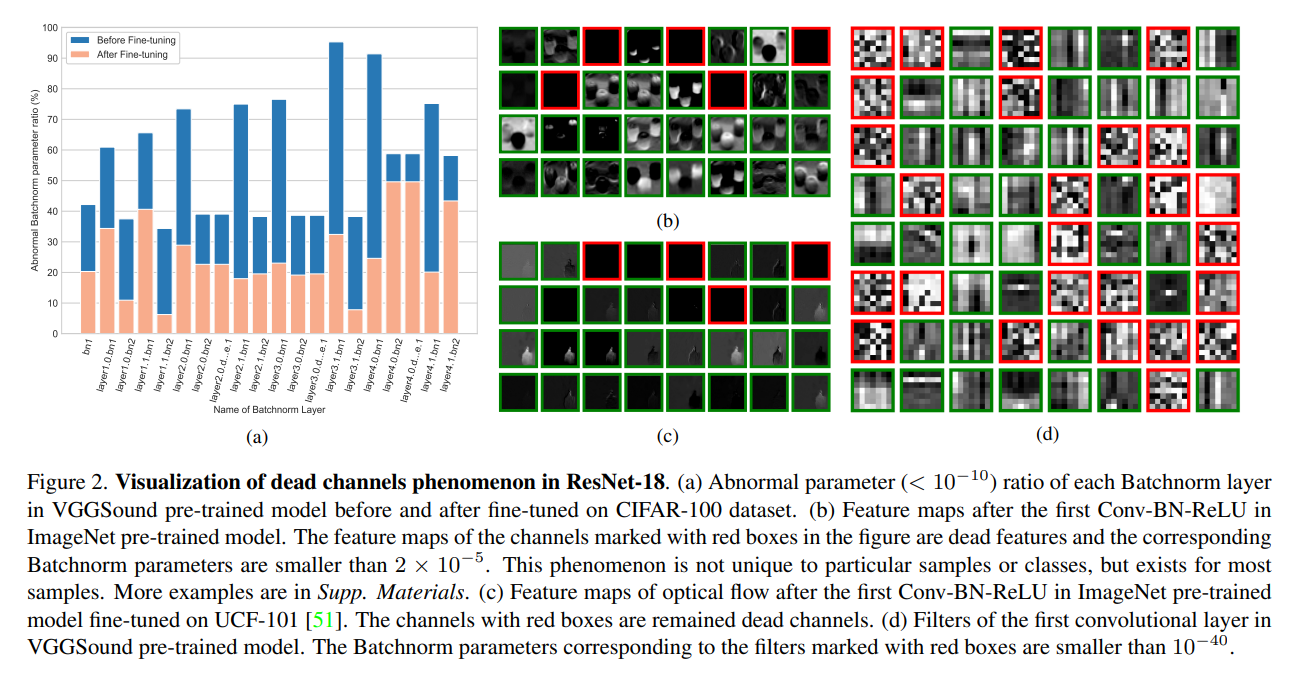 100
90
80
70
60
50
40
30
20
10
0
Abnormal Batchnorm parameter ratio (%)
Before Fine-tuning
After Fine-tuning
bn1
layer1.0.bn1
layer1.0.bn2
layer1.1.bn1
layer1.1.bn2
layer2.0.bn1
layer2.0.bn2
layer2.0.d...e.1
layer2.1.bn1
layer2.1.bn2
layer3.0.bn1
layer3.0.bn2
layer3.0.d...e.1
layer3.1.bn1
layer3.1.bn2
layer4.0.bn1
layer4.0.bn2
layer4.0.d...e.1
layer4.1.bn1
layer4.1.bn2
Name of Batchnorm Layer
(a)
(b)
(c)
(d)
Figure 2. Visualization of dead channels phenomenon in ResNet-18. (a) Abnormal parameter (< 10⁻¹⁰) ratio of each Batchnorm layer
in VGGSound pre-trained model before and after fine-tuned on CIFAR-100 dataset. (b) Feature maps after the first Conv-BN-ReLU in
ImageNet pre-trained model. The feature maps of the channels marked with red boxes in the figure are dead features and the corresponding
Batchnorm parameters are smaller than 2 × 10⁻⁵. This phenomenon is not unique to particular samples or classes, but exists for most
samples. More examples are in Supp. Materials. (c) Feature maps of optical flow after the first Conv-BN-ReLU in ImageNet pre-trained
model fine-tuned on UCF-101 [51]. The channels with red boxes are remained dead channels. (d) Filters of the first convolutional layer in
VGGSound pre-trained model. The Batchnorm parameters corresponding to the filters marked with red boxes are smaller than 10⁻⁴⁰.